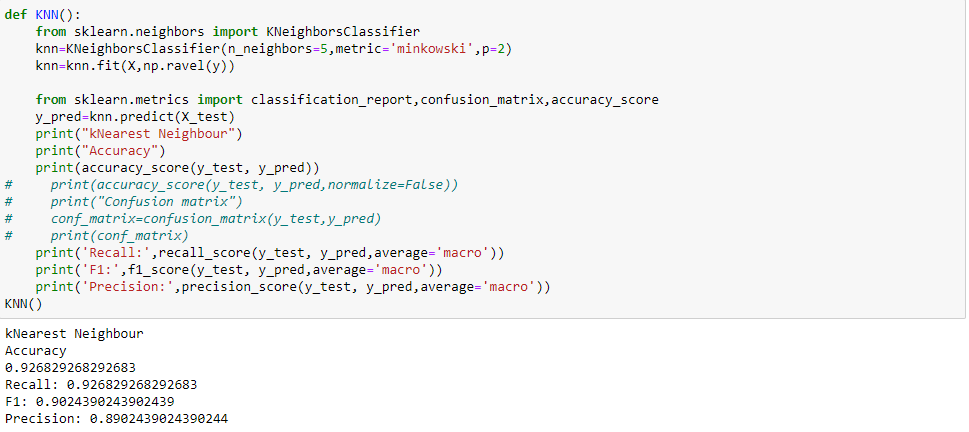 def KNN():
    from sklearn.neighbors import KNeighborsClassifier
    knn=KNeighborsClassifier(n_neighbors=5,metric='minkowski',p=2)
    knn=knn.fit(X,np.ravel(y))

    from sklearn.metrics import classification_report,confusion_matrix,accuracy_score
    y_pred=knn.predict(X_test)
    print("kNearest Neighbour")
    print("Accuracy")
    print(accuracy_score(y_test, y_pred))
#     print(accuracy_score(y_test, y_pred,normalize=False))
#     print("Confusion matrix")
#     conf_matrix=confusion_matrix(y_test,y_pred)
#     print(conf_matrix)
    print('Recall:',recall_score(y_test, y_pred,average='macro'))
    print('F1:',f1_score(y_test, y_pred,average='macro'))
    print('Precision:',precision_score(y_test, y_pred,average='macro'))
KNN()
kNearest Neighbour
Accuracy
0.926829268292683
Recall: 0.926829268292683
F1: 0.9024390243902439
Precision: 0.8902439024390244